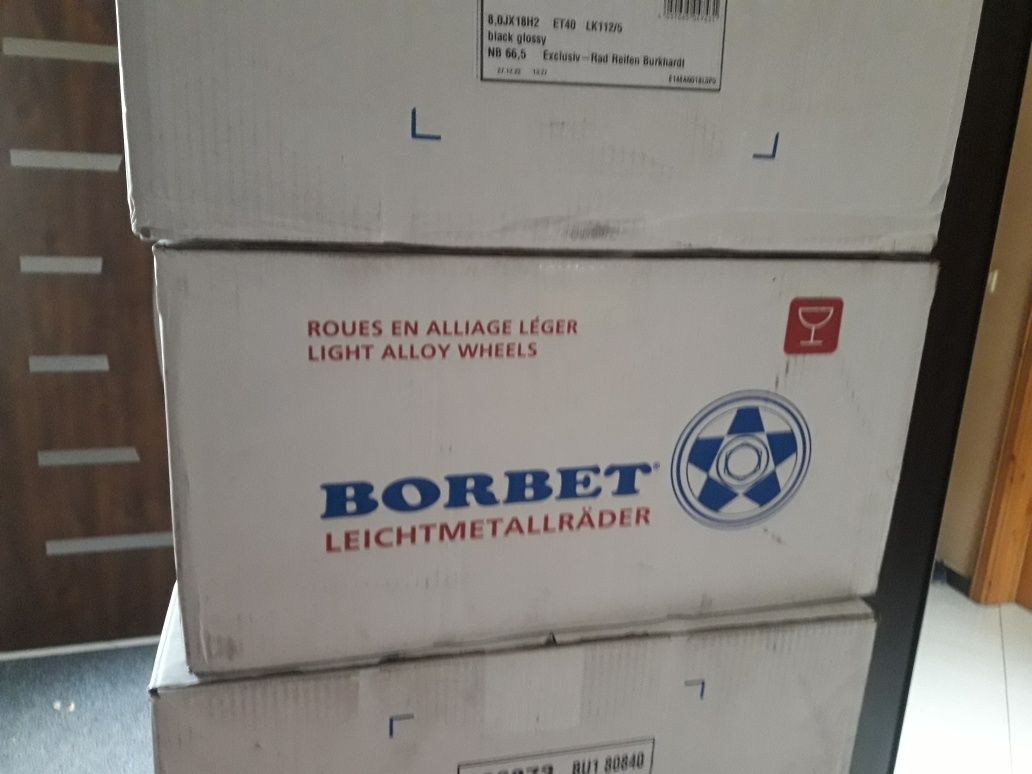 8,0JX18H2 ET40 LK112/5
black glossy
NB 66,5 Exclusiv-Rad Reifen Burkhardt
ROUES EN ALLIAGE LÉGER
LIGHT ALLOY WHEELS
BORBET®
LEICHTMETALLRÄDER
BU1 80840